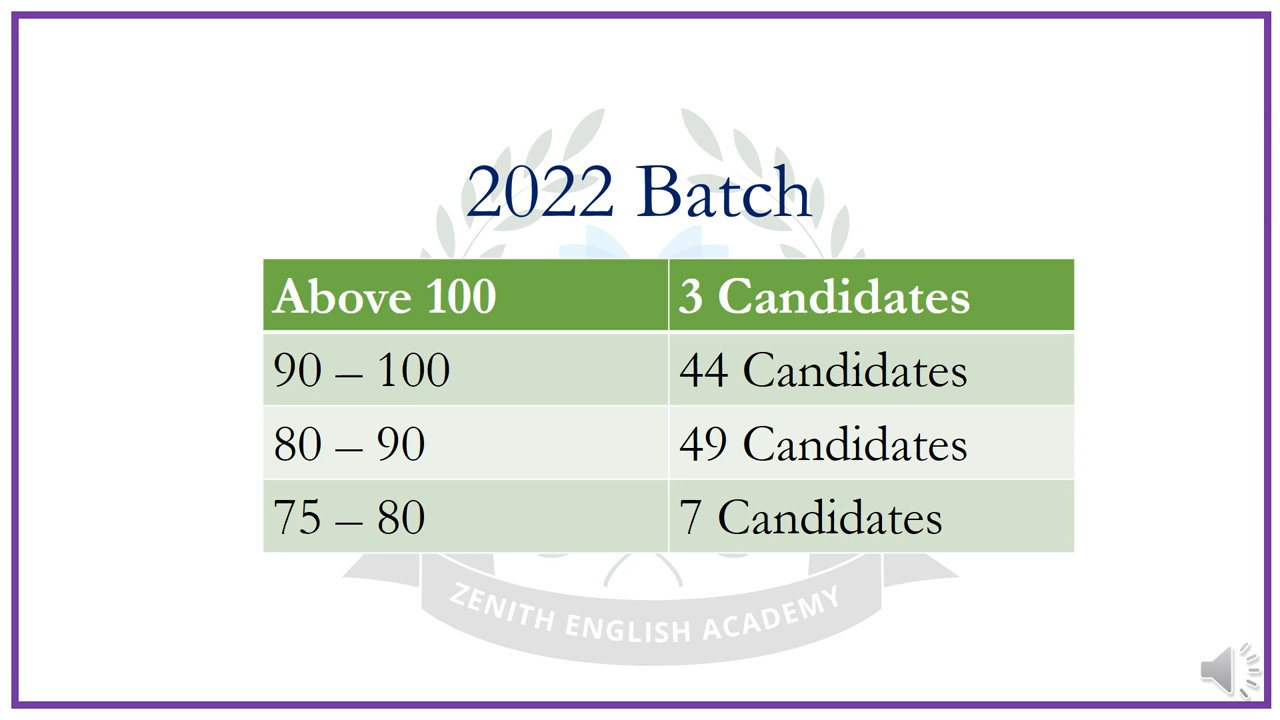 2022 Batch
Above 100 3 Candidates
90 – 100 44 Candidates
80 – 90 49 Candidates
75 – 80 7 Candidates
ZENITH ENGLISH ACADEMY